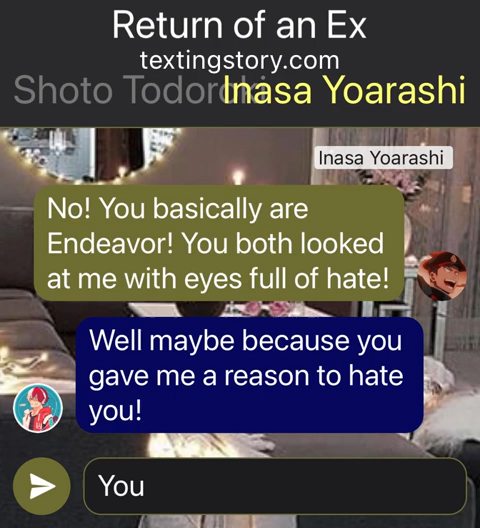 Return of an Ex
textingstory.com
Shoto Todoroki Inasa Yoarashi
Inasa Yoarashi
No! You basically are
Endeavor! You both looked
at me with eyes full of hate!
Well maybe because you
gave me a reason to hate
you!
You